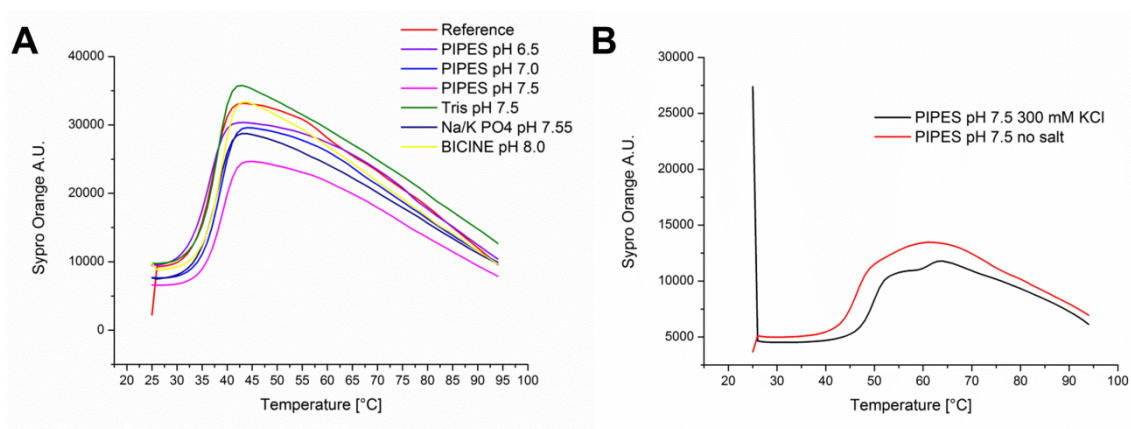 A
Reference
PIPES pH 6.5
PIPES pH 7.0
PIPES pH 7.5
Tris pH 7.5
Na/K PO4 pH 7.55
BICINE pH 8.0
40000
30000
20000
10000
0
Sypro Orange A.U.
20 25 30 35 40 45 50 55 60 65 70 75 80 85 90 95 100
Temperature [°C]
B
PIPES pH 7.5 300 mM KCl
PIPES pH 7.5 no salt
30000
25000
20000
15000
10000
5000
Sypro Orange A.U.
20 30 40 50 60 70 80 90 100
Temperature [°C]